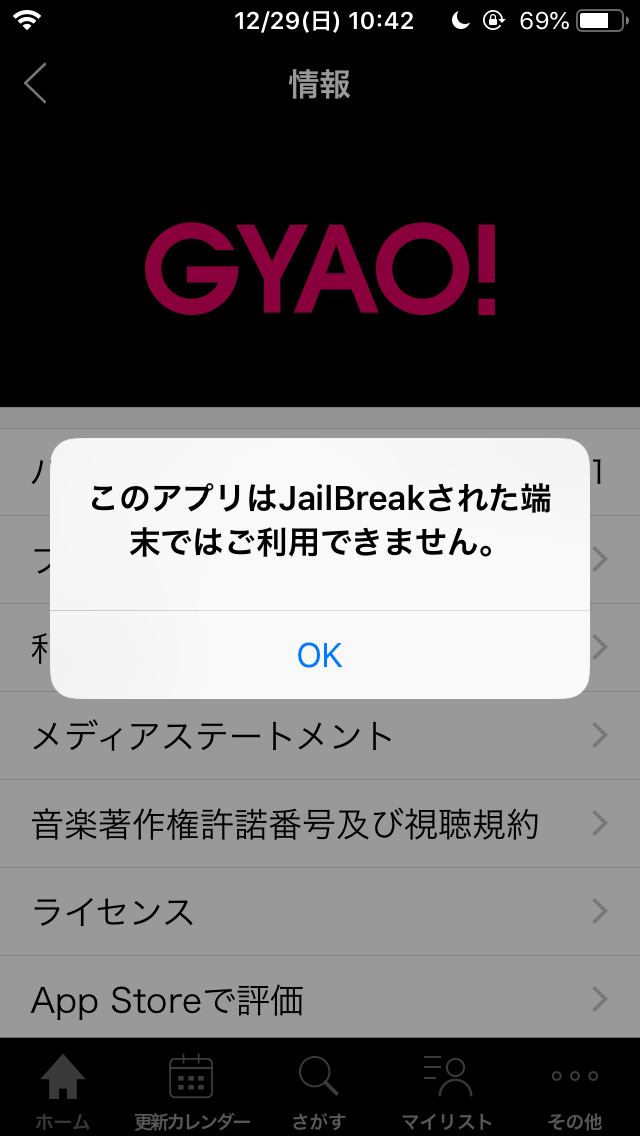 12/29(日) 10:42 69%
情報
GYAO!
1
このアプリはJailBreakされた端
末ではご利用できません。
OK
メディアステートメント
音楽著作権許諾番号及び視聴規約
ライセンス
App Storeで評価
ホーム 更新カレンダー さがす マイリスト その他